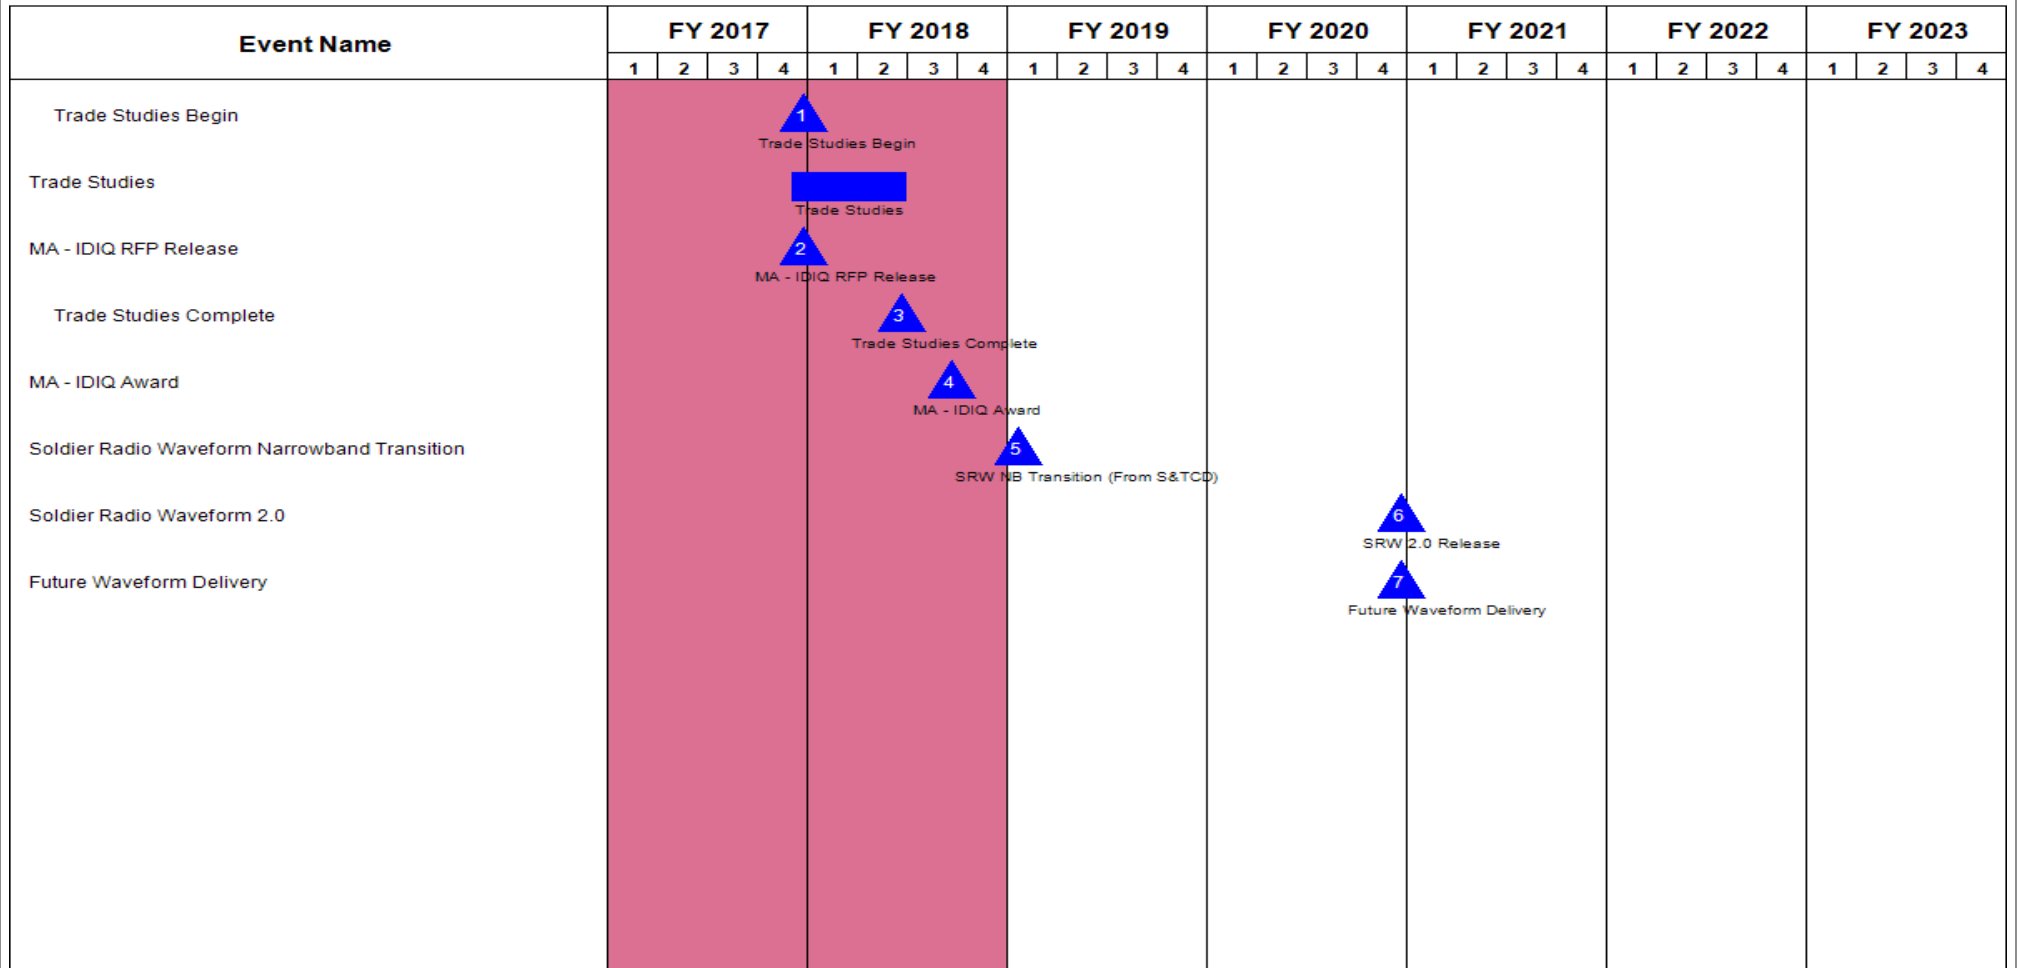 Event Name
FY 2017 FY 2018 FY 2019 FY 2020 FY 2021 FY 2022 FY 2023
1 2 3 4 1 2 3 4 1 2 3 4 1 2 3 4 1 2 3 4 1 2 3 4 1 2 3 4
Trade Studies Begin
1
Trade Studies Begin
Trade Studies
Trade Studies
MA - IDIQ RFP Release
2
MA - IDIQ RFP Release
Trade Studies Complete
3
Trade Studies Complete
MA - IDIQ Award
4
MA - IDIQ Award
Soldier Radio Waveform Narrowband Transition
5
SRW NB Transition (From S&TCD)
Soldier Radio Waveform 2.0
6
SRW 2.0 Release
Future Waveform Delivery
7
Future Waveform Delivery